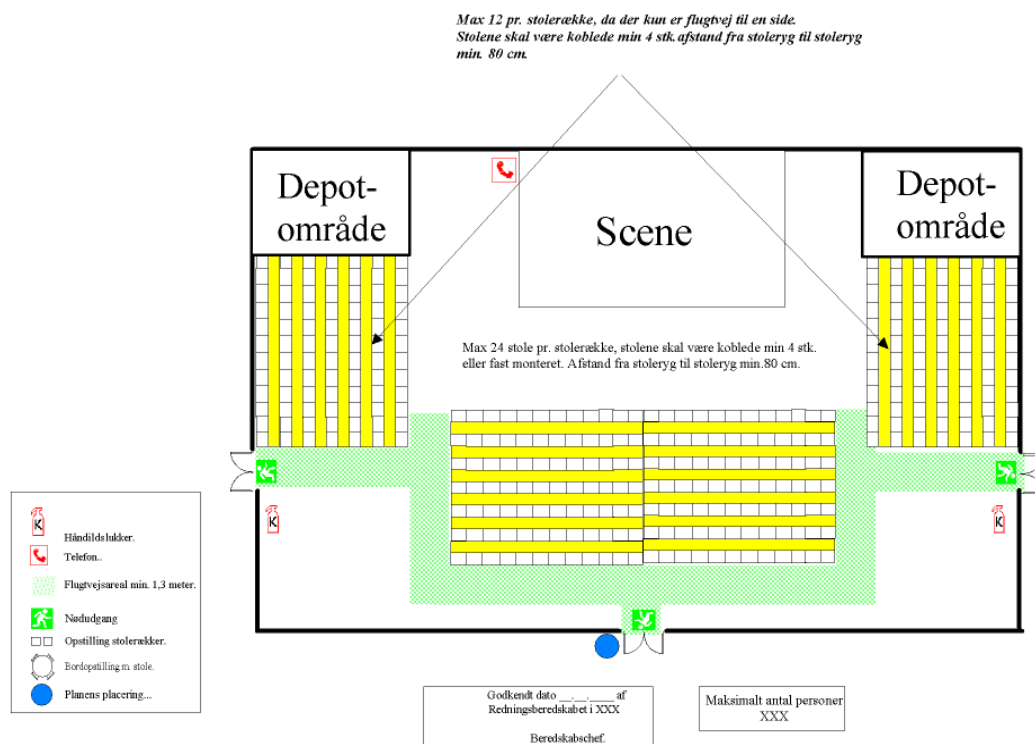 Max 12 pr. stolerække, da der kun er flugtvej til en side.
Stolene skal være koblede min 4 stk. afstand fra stoleryg til stoleryg
min. 80 cm.
Depot-
område
Scene
Depot-
område
Max 24 stole pr. stolerække, stolene skal være koblede min 4 stk.
eller fast monteret. Afstand fra stoleryg til stoleryg min.80 cm.
K
K
K
Håndildslukker.
Telefon..
Flugtvejsareal min. 1,3 meter.
Nødudgang
Opstilling stolerækker.
Bordopstilling m. stole.
Planens placering...
Godkendt dato __.__.____ af
Redningsberedskabet i XXX
Beredskabschef.
Maksimalt antal personer
XXX